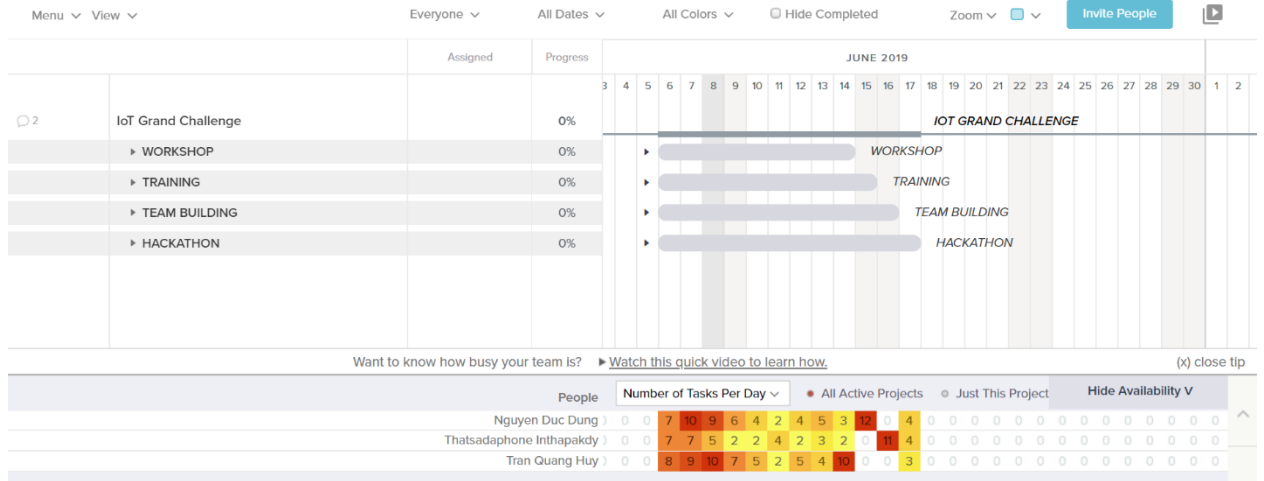 Menu View Everyone All Dates All Colors Hide Completed Zoom Invite People
Assigned Progress JUNE 2019
3 4 5 6 7 8 9 10 11 12 13 14 15 16 17 18 19 20 21 22 23 24 25 26 27 28 29 30 1 2
2 IoT Grand Challenge 0% IOT GRAND CHALLENGE
WORKSHOP 0% WORKSHOP
TRAINING 0% TRAINING
TEAM BUILDING 0% TEAM BUILDING
HACKATHON 0% HACKATHON
Want to know how busy your team is? Watch this quick video to learn how. (x) close tip
People Number of Tasks Per Day All Active Projects Just This Project Hide Availability V
Nguyen Duc Dung 0 0 7 10 9 6 4 2 4 5 3 12 0 4 0 0 0 0 0 0 0 0 0 0 0 0 0 0
Thatsadaphone Inthapakdy 0 0 7 7 5 2 2 4 2 3 2 0 11 4 0 0 0 0 0 0 0 0 0 0 0 0 0 0
Tran Quang Huy 0 0 8 9 10 7 5 2 5 4 10 0 0 3 0 0 0 0 0 0 0 0 0 0 0 0 0 0